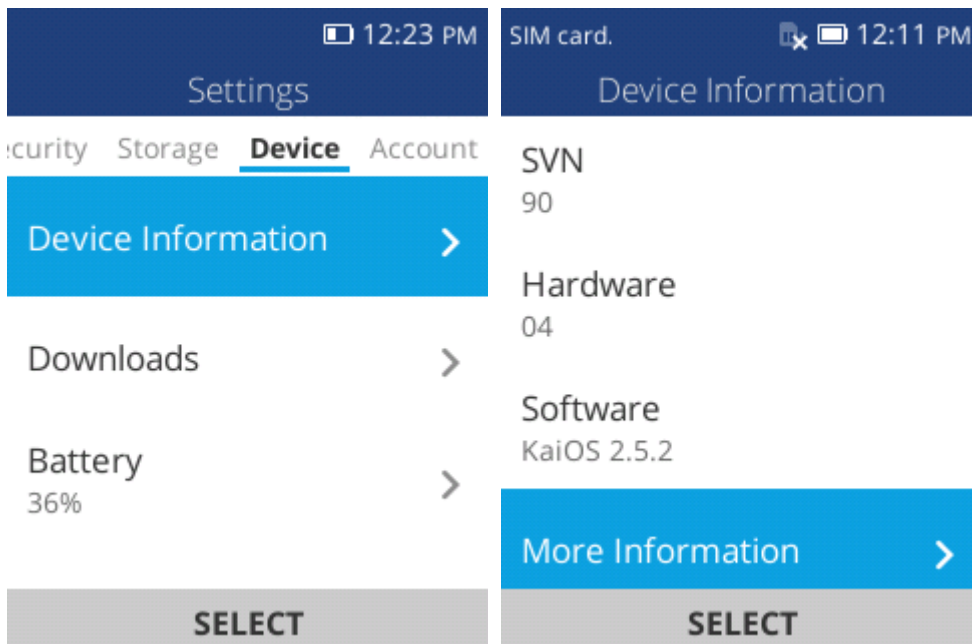 12:23 PM
Settings
ecurity Storage Device Account
Device Information
Downloads
Battery
36%
SELECT
SIM card. 12:11 PM
Device Information
SVN
90
Hardware
04
Software
KaiOS 2.5.2
More Information
SELECT